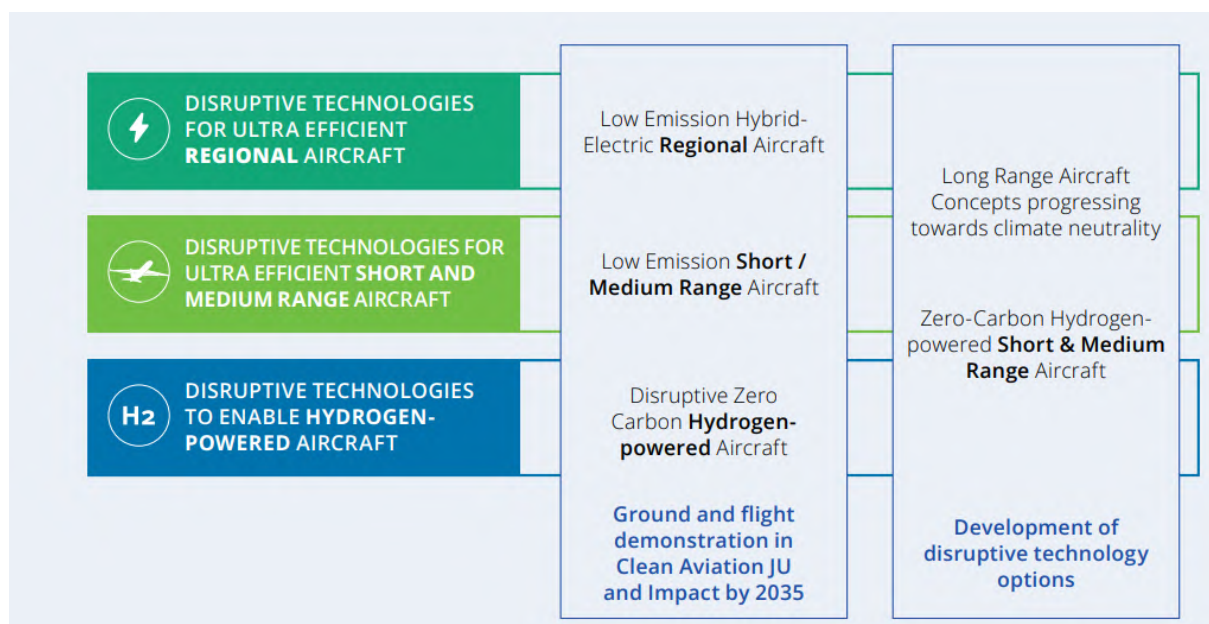 DISRUPTIVE TECHNOLOGIES
FOR ULTRA EFFICIENT
REGIONAL AIRCRAFT
DISRUPTIVE TECHNOLOGIES FOR
ULTRA EFFICIENT SHORT AND
MEDIUM RANGE AIRCRAFT
H2
DISRUPTIVE TECHNOLOGIES
TO ENABLE HYDROGEN-
POWERED AIRCRAFT
Low Emission Hybrid-
Electric Regional Aircraft
Low Emission Short /
Medium Range Aircraft
Disruptive Zero
Carbon Hydrogen-
powered Aircraft
Ground and flight
demonstration in
Clean Aviation JU
and Impact by 2035
Long Range Aircraft
Concepts progressing
towards climate neutrality
Zero-Carbon Hydrogen-
powered Short & Medium
Range Aircraft
Development of
disruptive technology
options